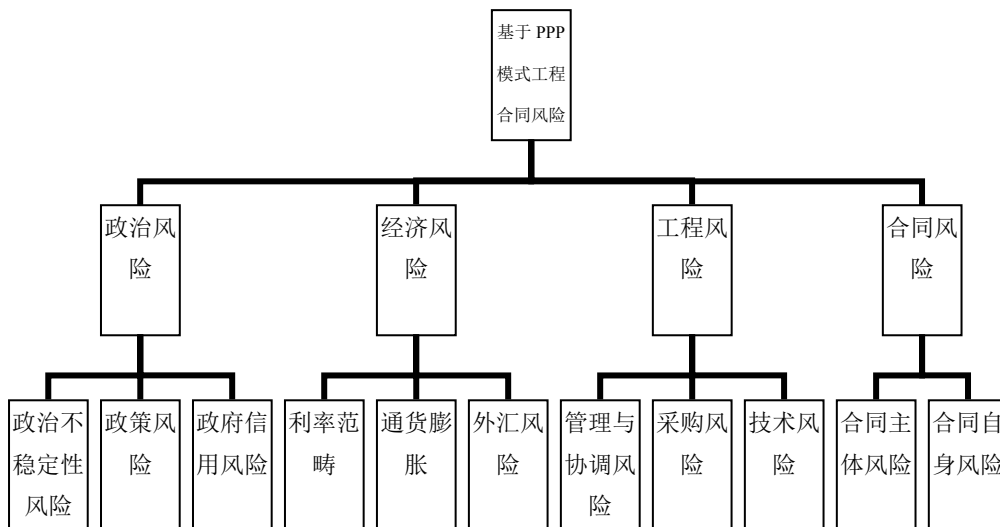 基于 PPP
模式工程
合同风险
政治风
险
经济风
险
工程风
险
合同风
险
政治不
稳定性
风险
政策风
险
政府信
用风险
利率范
畴
通货膨
胀
外汇风
险
管理与
协调风
险
采购风
险
技术风
险
合同主
体风险
合同自
身风险